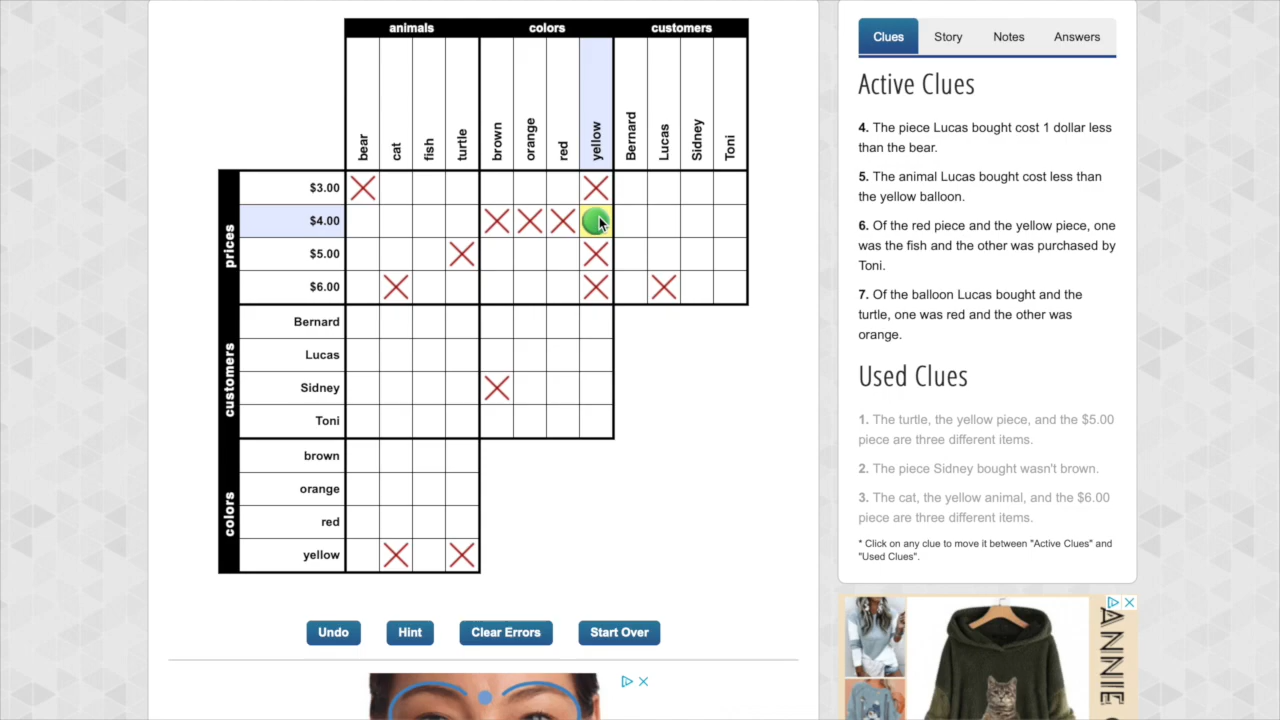 animals colors customers
bear cat fish turtle brown orange red yellow Bernard Lucas Sidney Toni
prices
$3.00
$4.00
$5.00
$6.00
customers
Bernard
Lucas
Sidney
Toni
colors
brown
orange
red
yellow
Undo Hint Clear Errors Start Over
Clues Story Notes Answers
Active Clues
4. The piece Lucas bought cost 1 dollar less
than the bear.
5. The animal Lucas bought cost less than
the yellow balloon.
6. Of the red piece and the yellow piece, one
was the fish and the other was purchased by
Toni.
7. Of the balloon Lucas bought and the
turtle, one was red and the other was
orange.
Used Clues
1. The turtle, the yellow piece, and the $5.00
piece are three different items.
2. The piece Sidney bought wasn't brown.
3. The cat, the yellow animal, and the $6.00
piece are three different items.
* Click on any clue to move it between "Active Clues" and
"Used Clues".
ANNIE